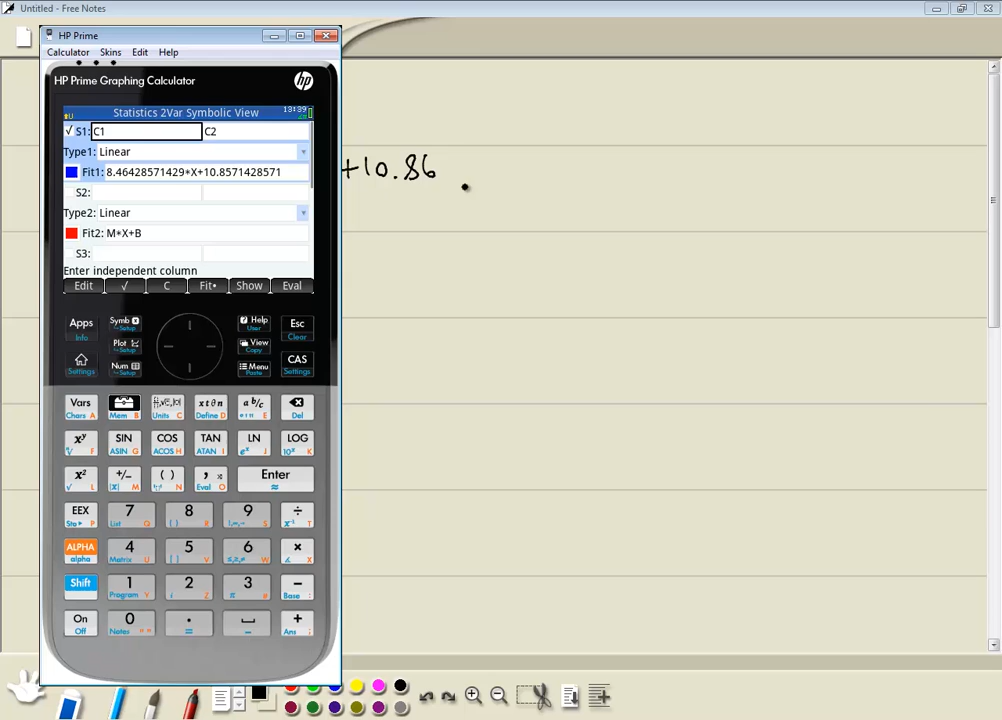 Untitled - Free Notes
HP Prime
Calculator Skins Edit Help
HP Prime Graphing Calculator
hp
Statistics 2Var Symbolic View 13:39
√ S1: C1 C2
Type1: Linear
Fit1: 8.46428571429*X+10.8571428571
S2:
Type2: Linear
Fit2: M*X+B
S3:
Enter independent column
Edit √ C Fit• Show Eval
+10.86
Apps Symb Help Esc
Info Setup User Clear
Plot View
Setup Copy
Num Menu CAS
Settings Setup Paste Settings
Vars x t θ n a b/c
Chars A Mem B Units C Define D Del
SIN COS TAN LN LOG
ASIN G ACOS H ATAN I
+/- ( ) , Enter
Eval O ≈
EEX 7 8 9 ÷
Sto ▸ P List Q { } R !,∞,→ S x⁻¹ T
ALPHA 4 5 6 ×
alpha Matrix U [ ] V ≤,≥,≠ W ∡ X
Shift 1 2 3 −
Program Y i Z π # Base :
On 0 . +
Off Notes " " = _ Ans ;